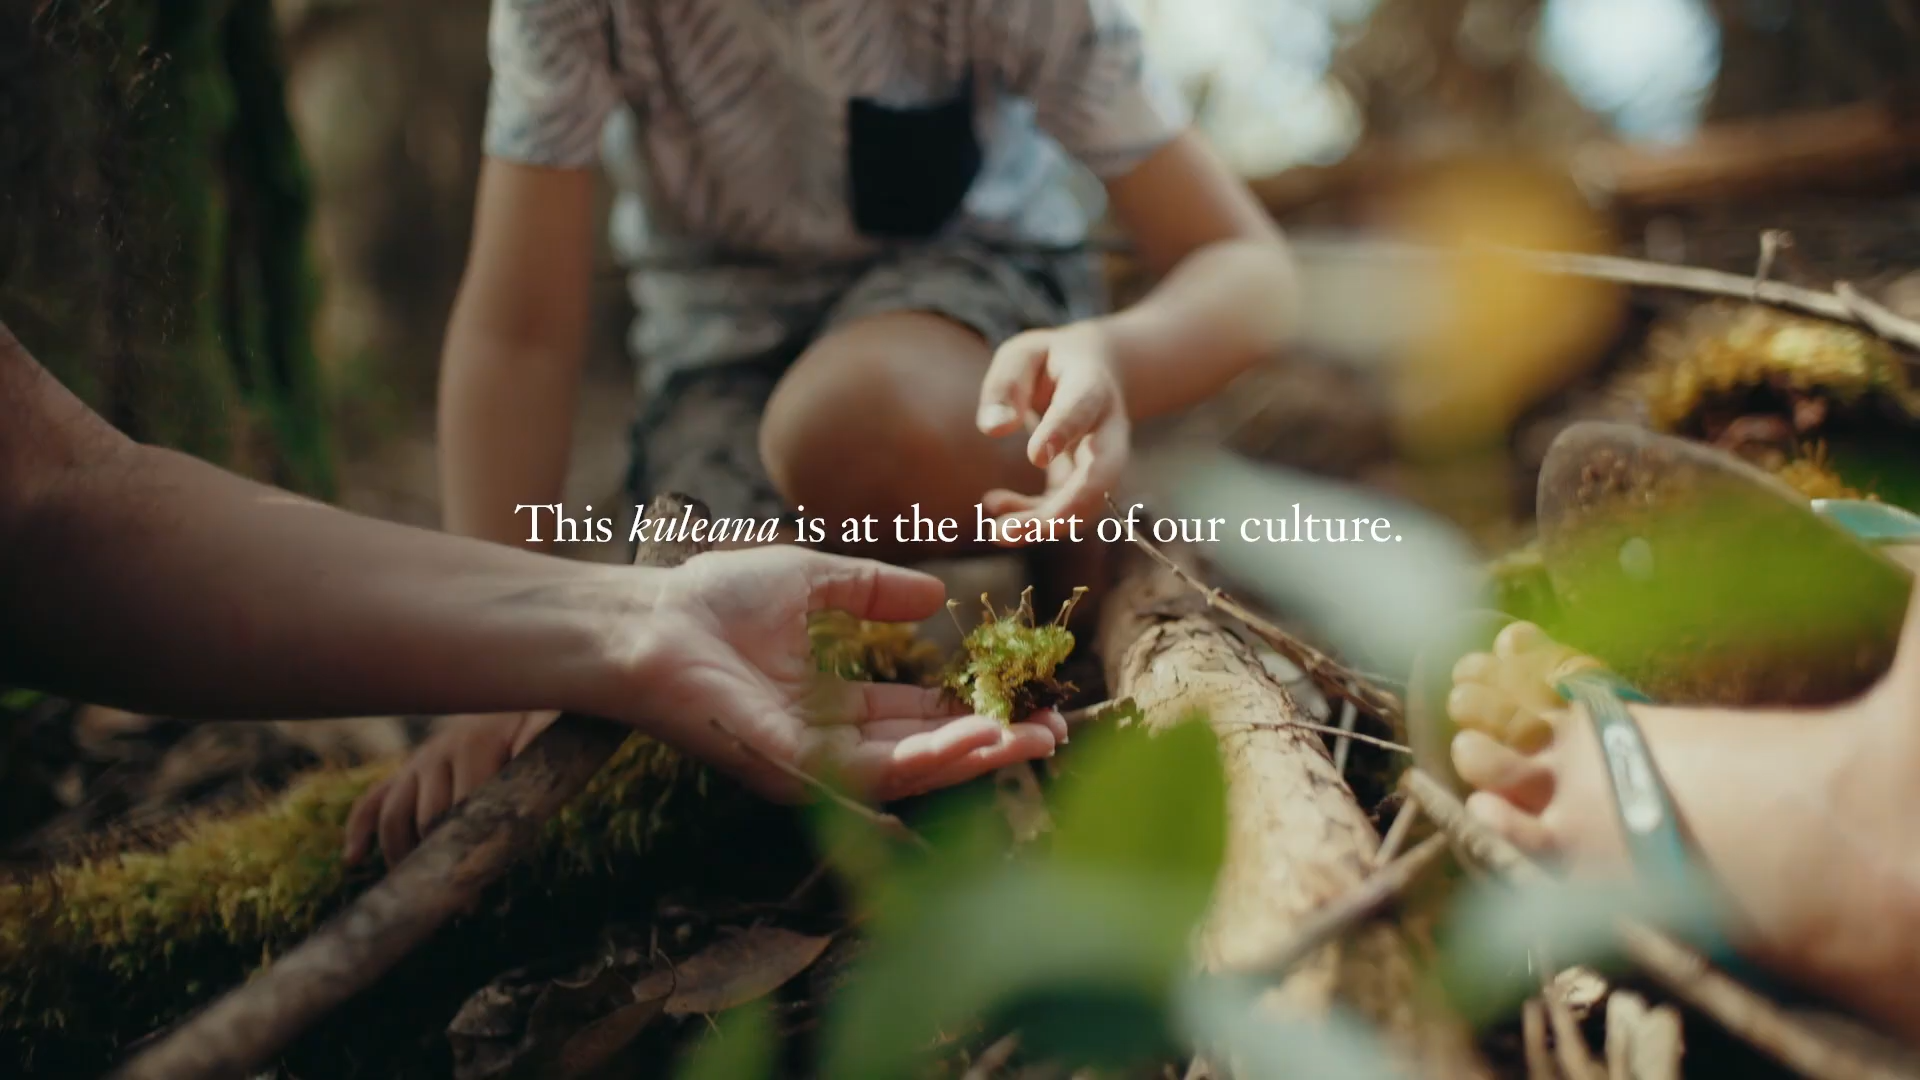 This kuleana is at the heart of our culture.